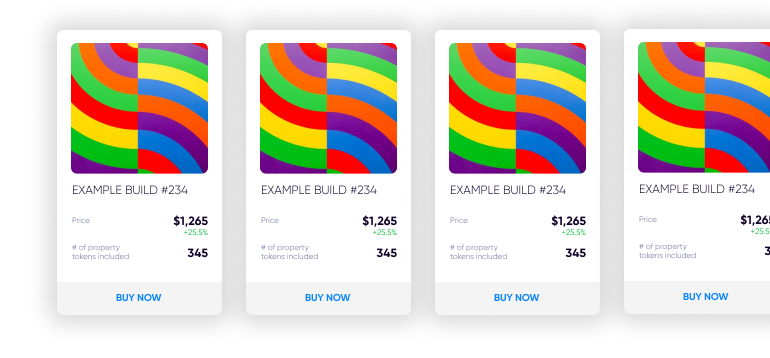 EXAMPLE BUILD #234
Price $1,265
+25.5%
# of property
tokens included 345
BUY NOW
EXAMPLE BUILD #234
Price $1,265
+25.5%
# of property
tokens included 345
BUY NOW
EXAMPLE BUILD #234
Price $1,265
+25.5%
# of property
tokens included 345
BUY NOW
EXAMPLE BUILD #234
Price $1,26
+25.5
# of property
tokens included 3
BUY NOW